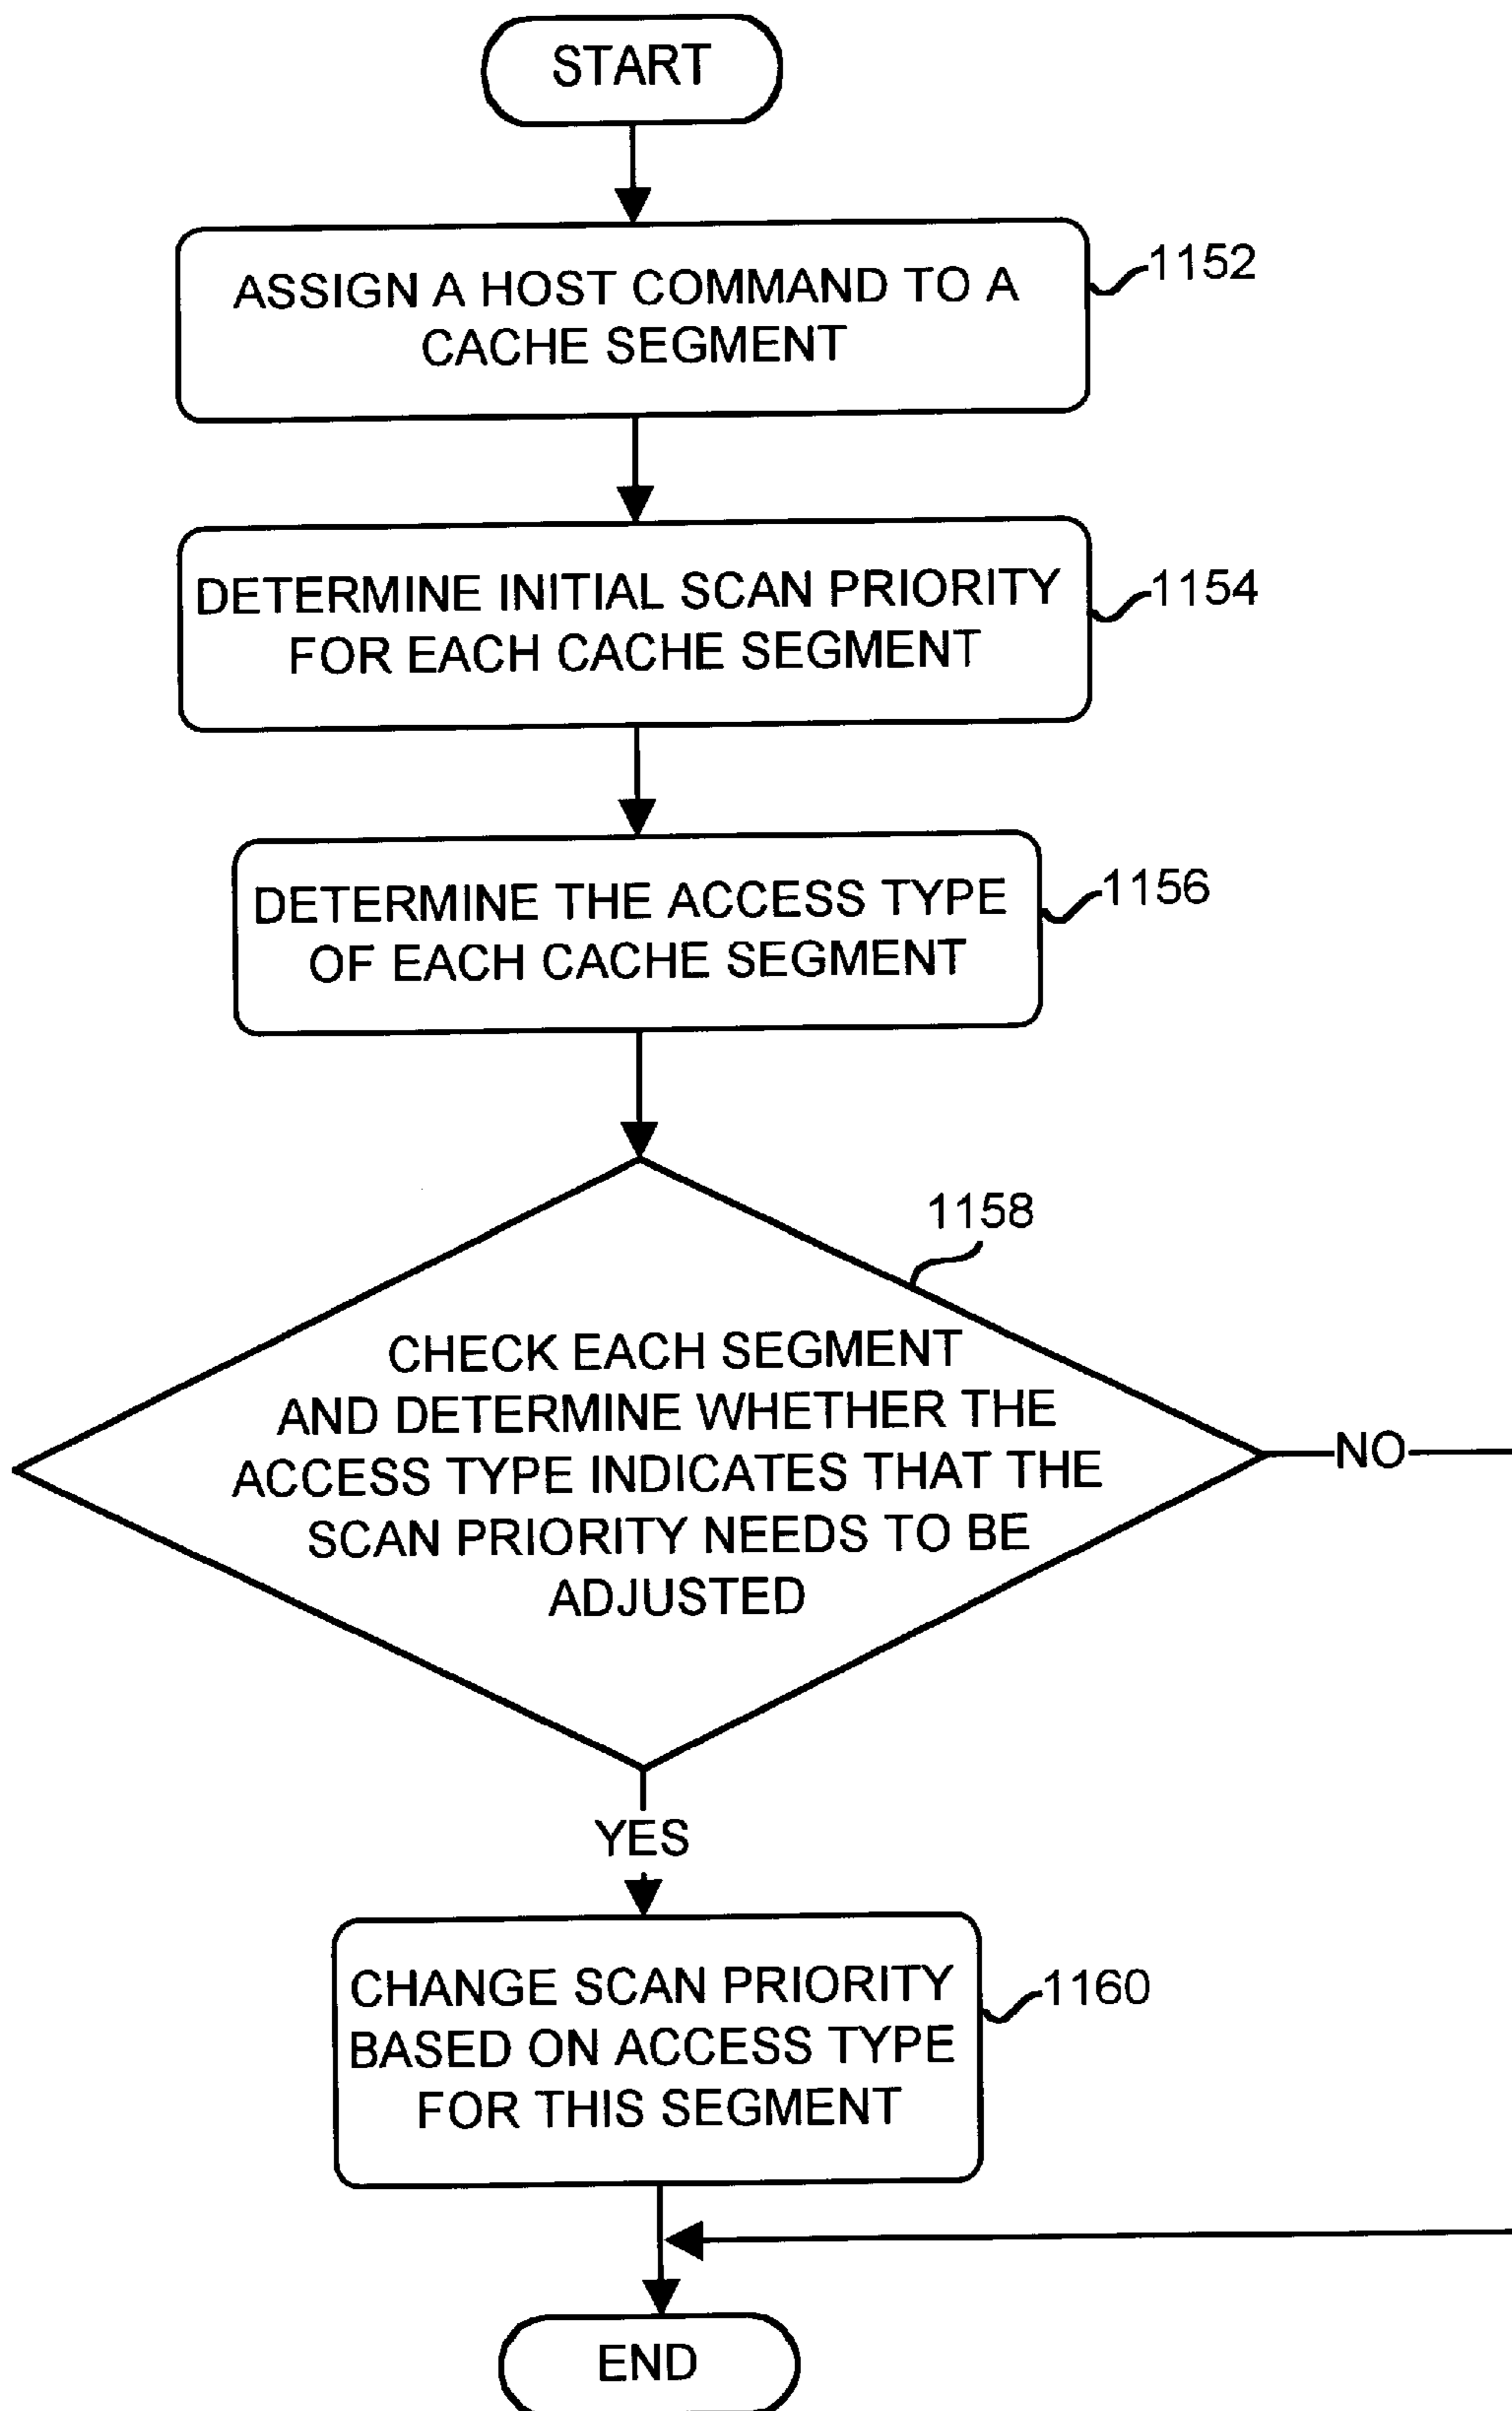 START
ASSIGN A HOST COMMAND TO A
CACHE SEGMENT
1152
DETERMINE INITIAL SCAN PRIORITY
FOR EACH CACHE SEGMENT
1154
DETERMINE THE ACCESS TYPE
OF EACH CACHE SEGMENT
1156
1158
CHECK EACH SEGMENT
AND DETERMINE WHETHER THE
ACCESS TYPE INDICATES THAT THE
SCAN PRIORITY NEEDS TO BE
ADJUSTED
NO
YES
CHANGE SCAN PRIORITY
BASED ON ACCESS TYPE
FOR THIS SEGMENT
1160
END